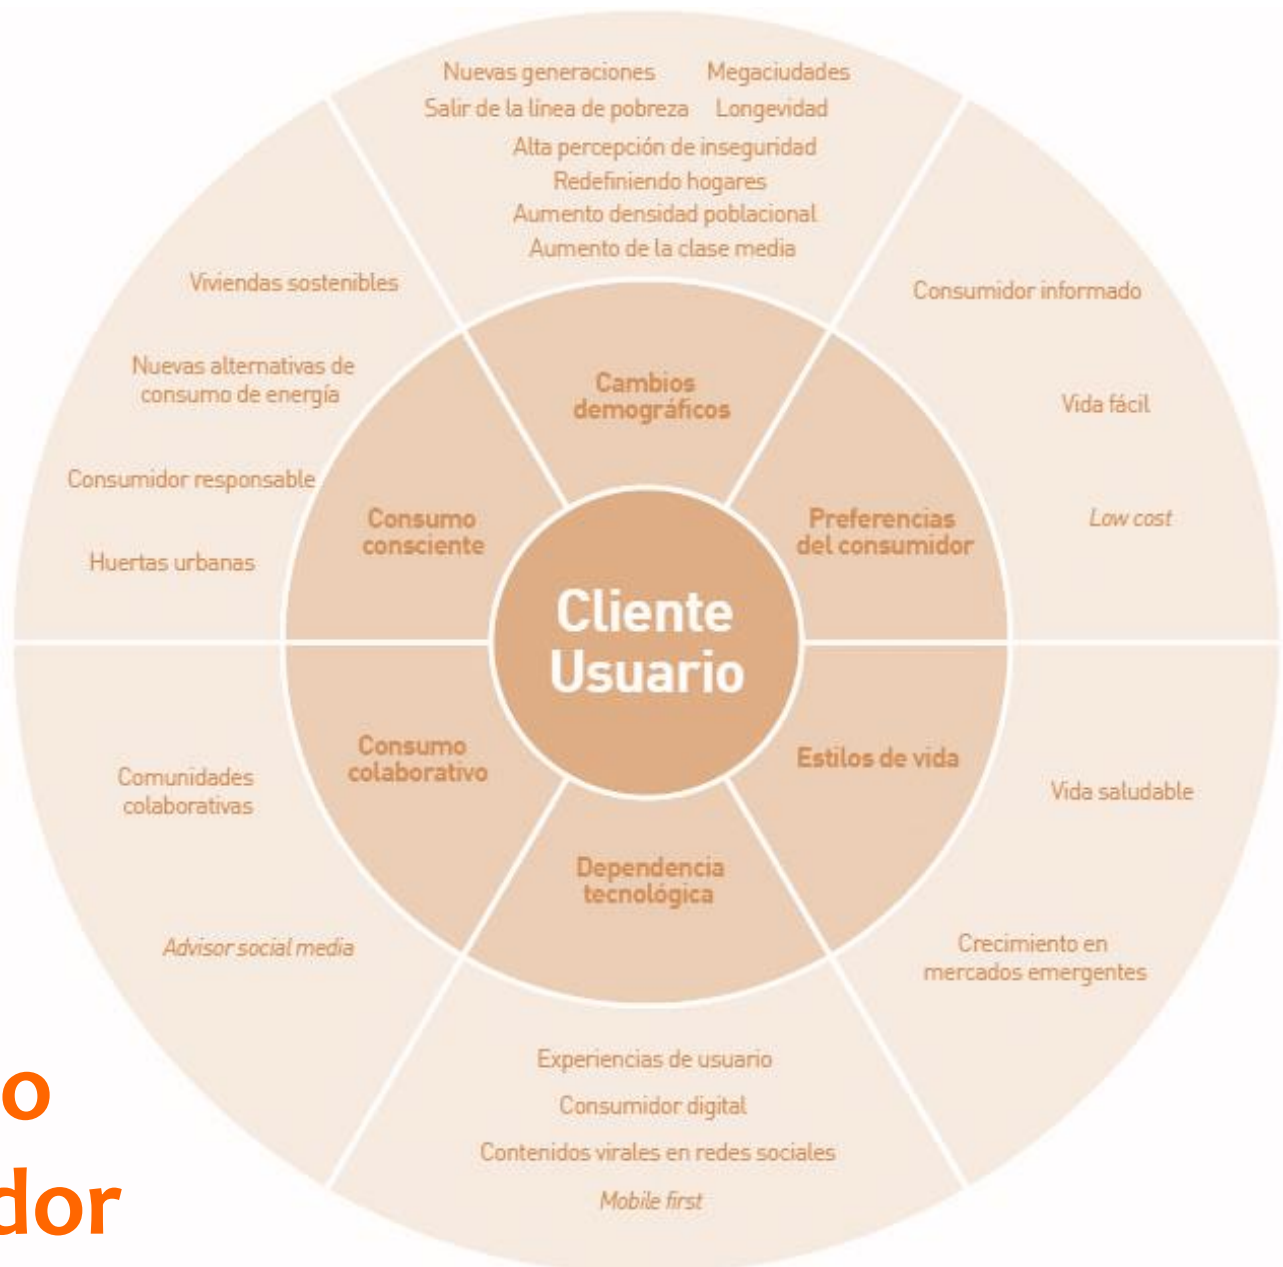 Nuevas generaciones Megaciudades
Salir de la línea de pobreza Longevidad
Alta percepción de inseguridad
Redefiniendo hogares
Aumento densidad poblacional
Aumento de la clase media
Cambios
demográficos
Consumidor informado
Vida fácil
Low cost
Preferencias
del consumidor
Vida saludable
Crecimiento en
mercados emergentes
Estilos de vida
Dependencia
tecnológica
Experiencias de usuario
Consumidor digital
Contenidos virales en redes sociales
Mobile first
Consumo
colaborativo
Comunidades
colaborativas
Advisor social media
Consumo
consciente
Viviendas sostenibles
Nuevas alternativas de
consumo de energía
Consumidor responsable
Huertas urbanas
Cliente
Usuario
o
dor